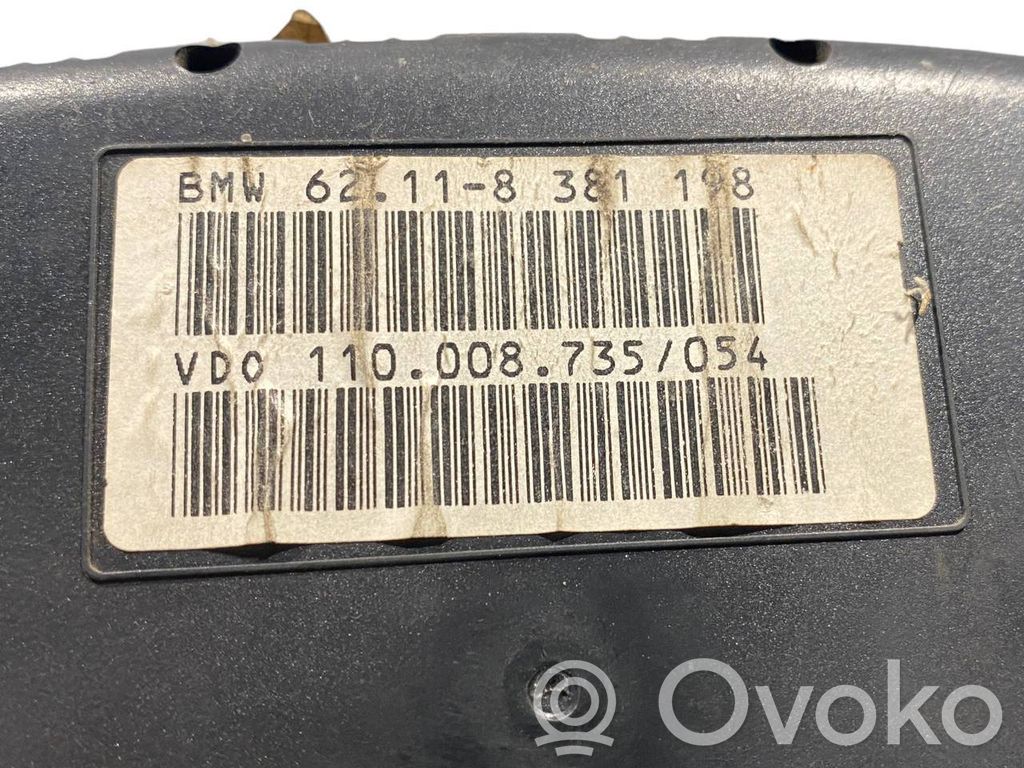 BMW 62.11-8 381 198
VDO 110.008.735/054
Ovoko